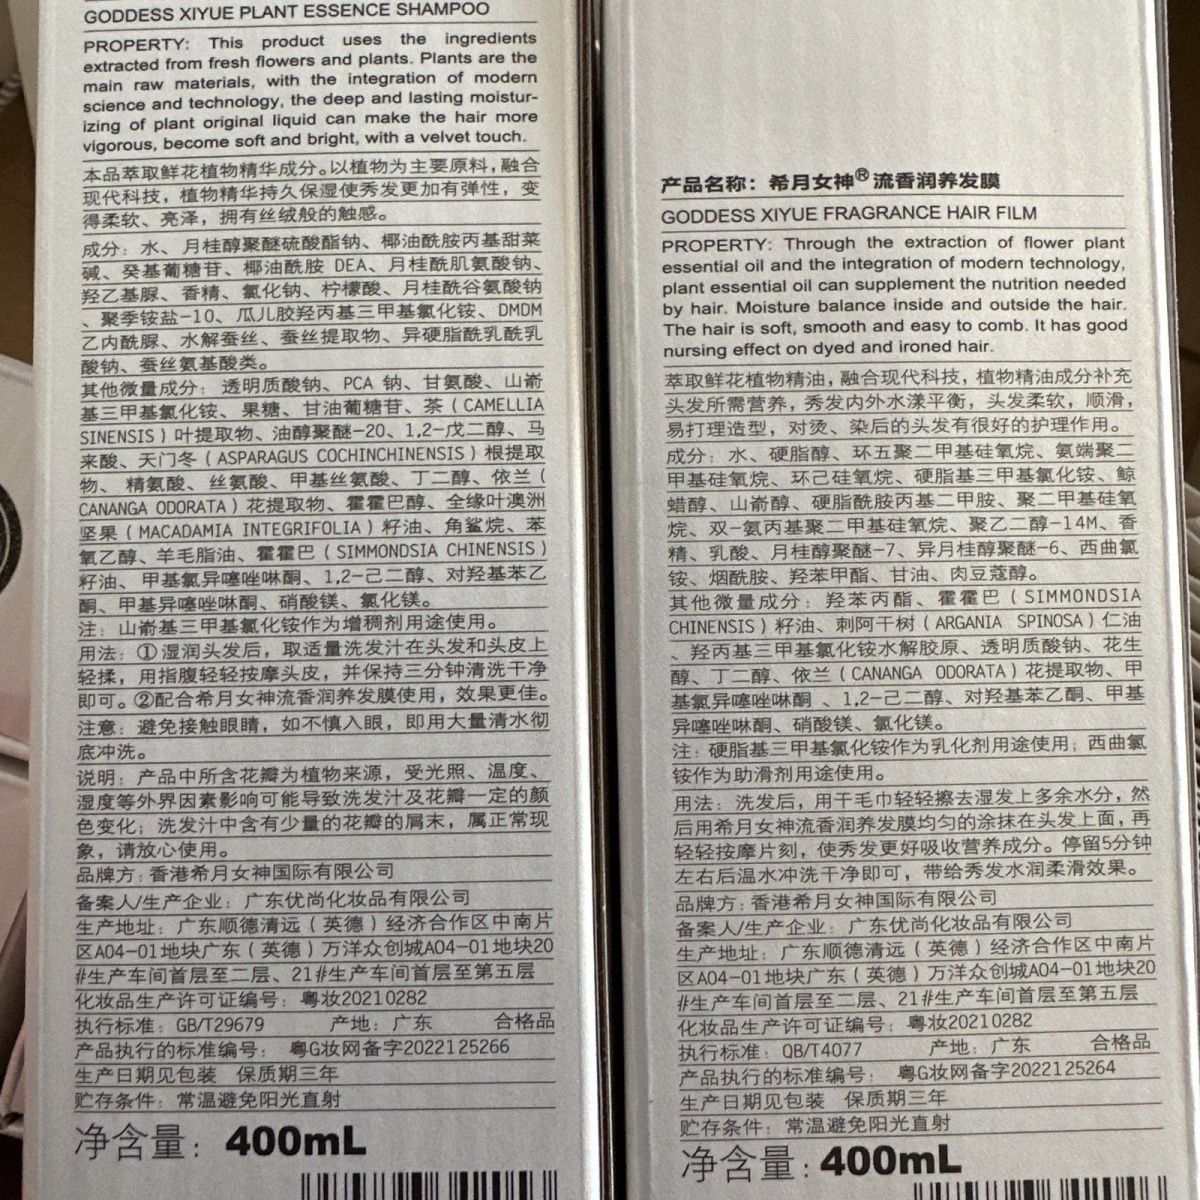 GODDESS XIYUE PLANT ESSENCE SHAMPOO
PROPERTY: This product uses the ingredients
extracted from fresh flowers and plants. Plants are the
main raw materials, with the integration of modern
science and technology, the deep and lasting moistur-
izing of plant original liquid can make the hair more
vigorous, become soft and bright, with a velvet touch.
本品萃取鲜花植物精华成分。以植物为主要原料,融合
现代科技,植物精华持久保湿使秀发更加有弹性,变
得柔软、亮泽,拥有丝绒般的触感。
成分:水、月桂醇聚醚硫酸酯钠、椰油酰胺丙基甜菜
碱、癸基葡糖苷、椰油酰胺 DEA、月桂酰肌氨酸钠、
羟乙基脲、香精、氯化钠、柠檬酸、月桂酰谷氨酸钠
、聚季铵盐-10、瓜儿胶羟丙基三甲基氯化铵、DMDM
乙内酰脲、水解蚕丝、蚕丝提取物、异硬脂酰乳酰乳
酸钠、蚕丝氨基酸类。
其他微量成分:透明质酸钠、PCA 钠、甘氨酸、山嵛
基三甲基氯化铵、果糖、甘油葡糖苷、茶(CAMELLIA
SINENSIS)叶提取物、油醇聚醚-20、1,2-戊二醇、马
来酸、天门冬(ASPARAGUS COCHINCHINENSIS)根提取
物、 精氨酸、丝氨酸、甲基丝氨酸、丁二醇、依兰(
CANANGA ODORATA)花提取物、霍霍巴醇、全缘叶澳洲
坚果(MACADAMIA INTEGRIFOLIA)籽油、角鲨烷、苯
氧乙醇、羊毛脂油、霍霍巴(SIMMONDSIA CHINENSIS)
籽油、甲基氯异噻唑啉酮、1,2-己二醇、对羟基苯乙
酮、甲基异噻唑啉酮、硝酸镁、氯化镁。
注:山嵛基三甲基氯化铵作为增稠剂用途使用。
用法:①湿润头发后,取适量洗发汁在头发和头皮上
轻揉,用指腹轻轻按摩头皮,并保持三分钟清洗干净
即可。②配合希月女神流香润养发膜使用,效果更佳。
注意:避免接触眼睛,如不慎入眼,即用大量清水彻
底冲洗。
说明:产品中所含花瓣为植物来源,受光照、温度、
湿度等外界因素影响可能导致洗发汁及花瓣一定的颜
色变化;洗发汁中含有少量的花瓣的屑末,属正常现
象,请放心使用。
品牌方:香港希月女神国际有限公司
备案人/生产企业:广东优尚化妆品有限公司
生产地址:广东顺德清远(英德)经济合作区中南片
区A04-01地块广东(英德)万洋众创城A04-01地块20
#生产车间首层至二层、21#生产车间首层至第五层
化妆品生产许可证编号:粤妆20210282
执行标准:GB/T29679 产地:广东 合格品
产品执行的标准编号: 粤G妆网备字2022125266
生产日期见包装 保质期三年
贮存条件:常温避免阳光直射
净含量:400mL
产品名称:希月女神®流香润养发膜
GODDESS XIYUE FRAGRANCE HAIR FILM
PROPERTY: Through the extraction of flower plant
essential oil and the integration of modern technology,
plant essential oil can supplement the nutrition needed
by hair. Moisture balance inside and outside the hair.
The hair is soft, smooth and easy to comb. It has good
nursing effect on dyed and ironed hair.
萃取鲜花植物精油,融合现代科技,植物精油成分补充
头发所需营养,秀发内外水漾平衡,头发柔软,顺滑,
易打理造型,对烫、染后的头发有很好的护理作用。
成分:水、硬脂醇、环五聚二甲基硅氧烷、氨端聚二
甲基硅氧烷、环己硅氧烷、硬脂基三甲基氯化铵、鲸
蜡醇、山嵛醇、硬脂酰胺丙基二甲胺、聚二甲基硅氧
烷、双-氨丙基聚二甲基硅氧烷、聚乙二醇-14M、香
精、乳酸、月桂醇聚醚-7、异月桂醇聚醚-6、西曲氯
铵、烟酰胺、羟苯甲酯、甘油、肉豆蔻醇。
其他微量成分:羟苯丙酯、霍霍巴(SIMMONDSIA
CHINENSIS)籽油、刺阿干树(ARGANIA SPINOSA)仁油
、羟丙基三甲基氯化铵水解胶原、透明质酸钠、花生
醇、丁二醇、依兰(CANANGA ODORATA)花提取物、甲
基氯异噻唑啉酮 、1,2-己二醇、对羟基苯乙酮、甲基
异噻唑啉酮、硝酸镁、氯化镁。
注:硬脂基三甲基氯化铵作为乳化剂用途使用;西曲氯
铵作为助滑剂用途使用。
用法:洗发后,用干毛巾轻轻擦去湿发上多余水分,然
后用希月女神流香润养发膜均匀的涂抹在头发上面,再
轻轻按摩片刻,使秀发更好吸收营养成分。停留5分钟
左右后温水冲洗干净即可,带给秀发水润柔滑效果。
品牌方:香港希月女神国际有限公司
备案人/生产企业:广东优尚化妆品有限公司
生产地址:广东顺德清远(英德)经济合作区中南片
区A04-01地块广东(英德)万洋众创城A04-01地块20
#生产车间首层至二层、21#生产车间首层至第五层
化妆品生产许可证编号:粤妆20210282
执行标准:QB/T4077 产地:广东 合格品
产品执行的标准编号: 粤G妆网备字2022125264
生产日期见包装 保质期三年
贮存条件:常温避免阳光直射
净含量:400mL